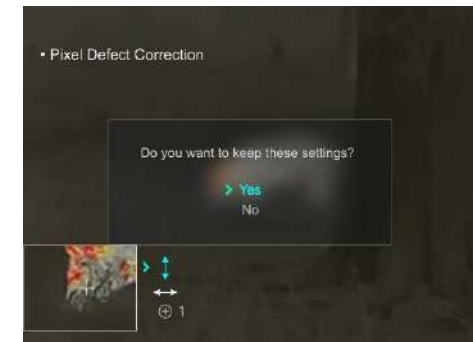 ▪ Pixel Defect Correction
Do you want to keep these settings?
Yes
No
1